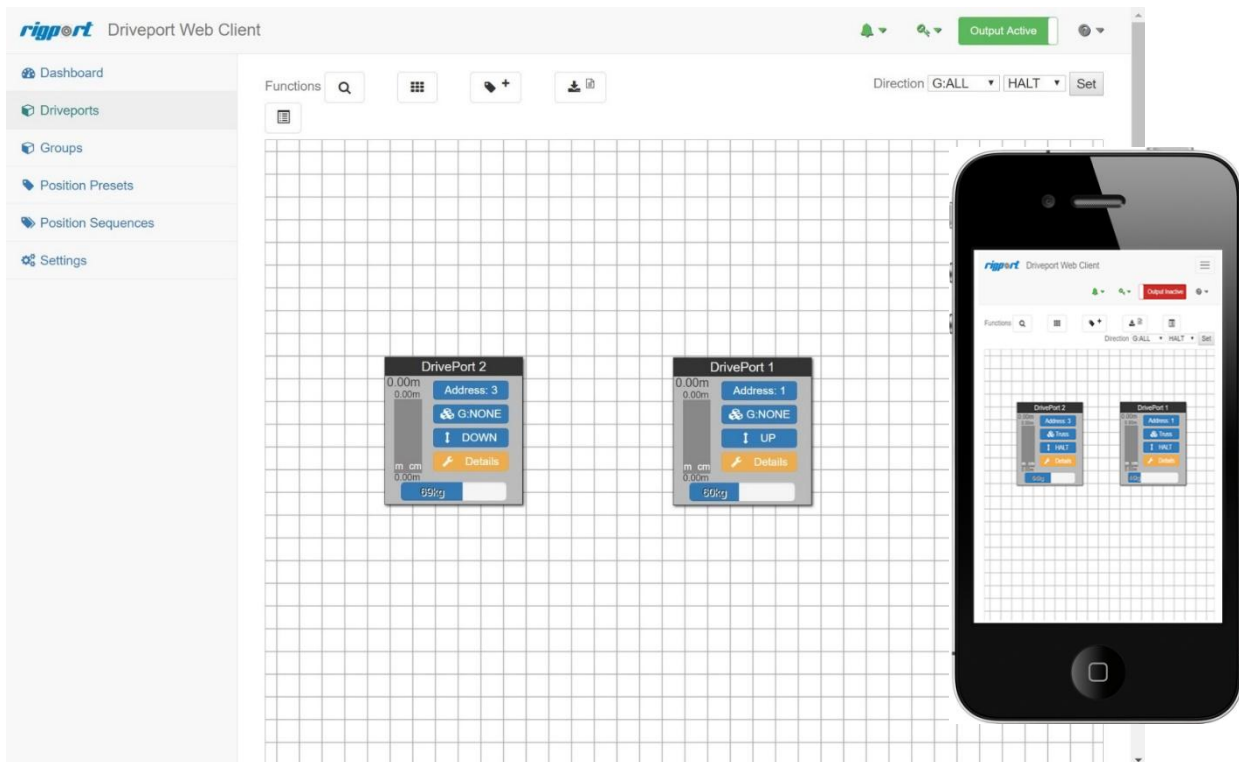 rigport Driveport Web Client
Output Active
Dashboard
Driveports
Groups
Position Presets
Position Sequences
Settings
Functions
Direction G:ALL HALT Set
DrivePort 2
0.00m
0.00m
Address: 3
G:NONE
DOWN
Details
m cm
0.00m
69kg
DrivePort 1
0.00m
0.00m
Address: 1
G:NONE
UP
Details
m cm
0.00m
60kg
rigport Driveport Web Client
Output Inactive
Functions
Direction G:ALL HALT Set
DrivePort 2
Address: 3
Truss
HALT
Details
DrivePort 1
Address: 1
Truss
HALT
Details